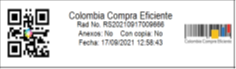 Colombia Compra Eficiente
Rad No. RS20210917009666
Anexos: No Con copia: No
Fecha: 17/09/2021 12:58:43